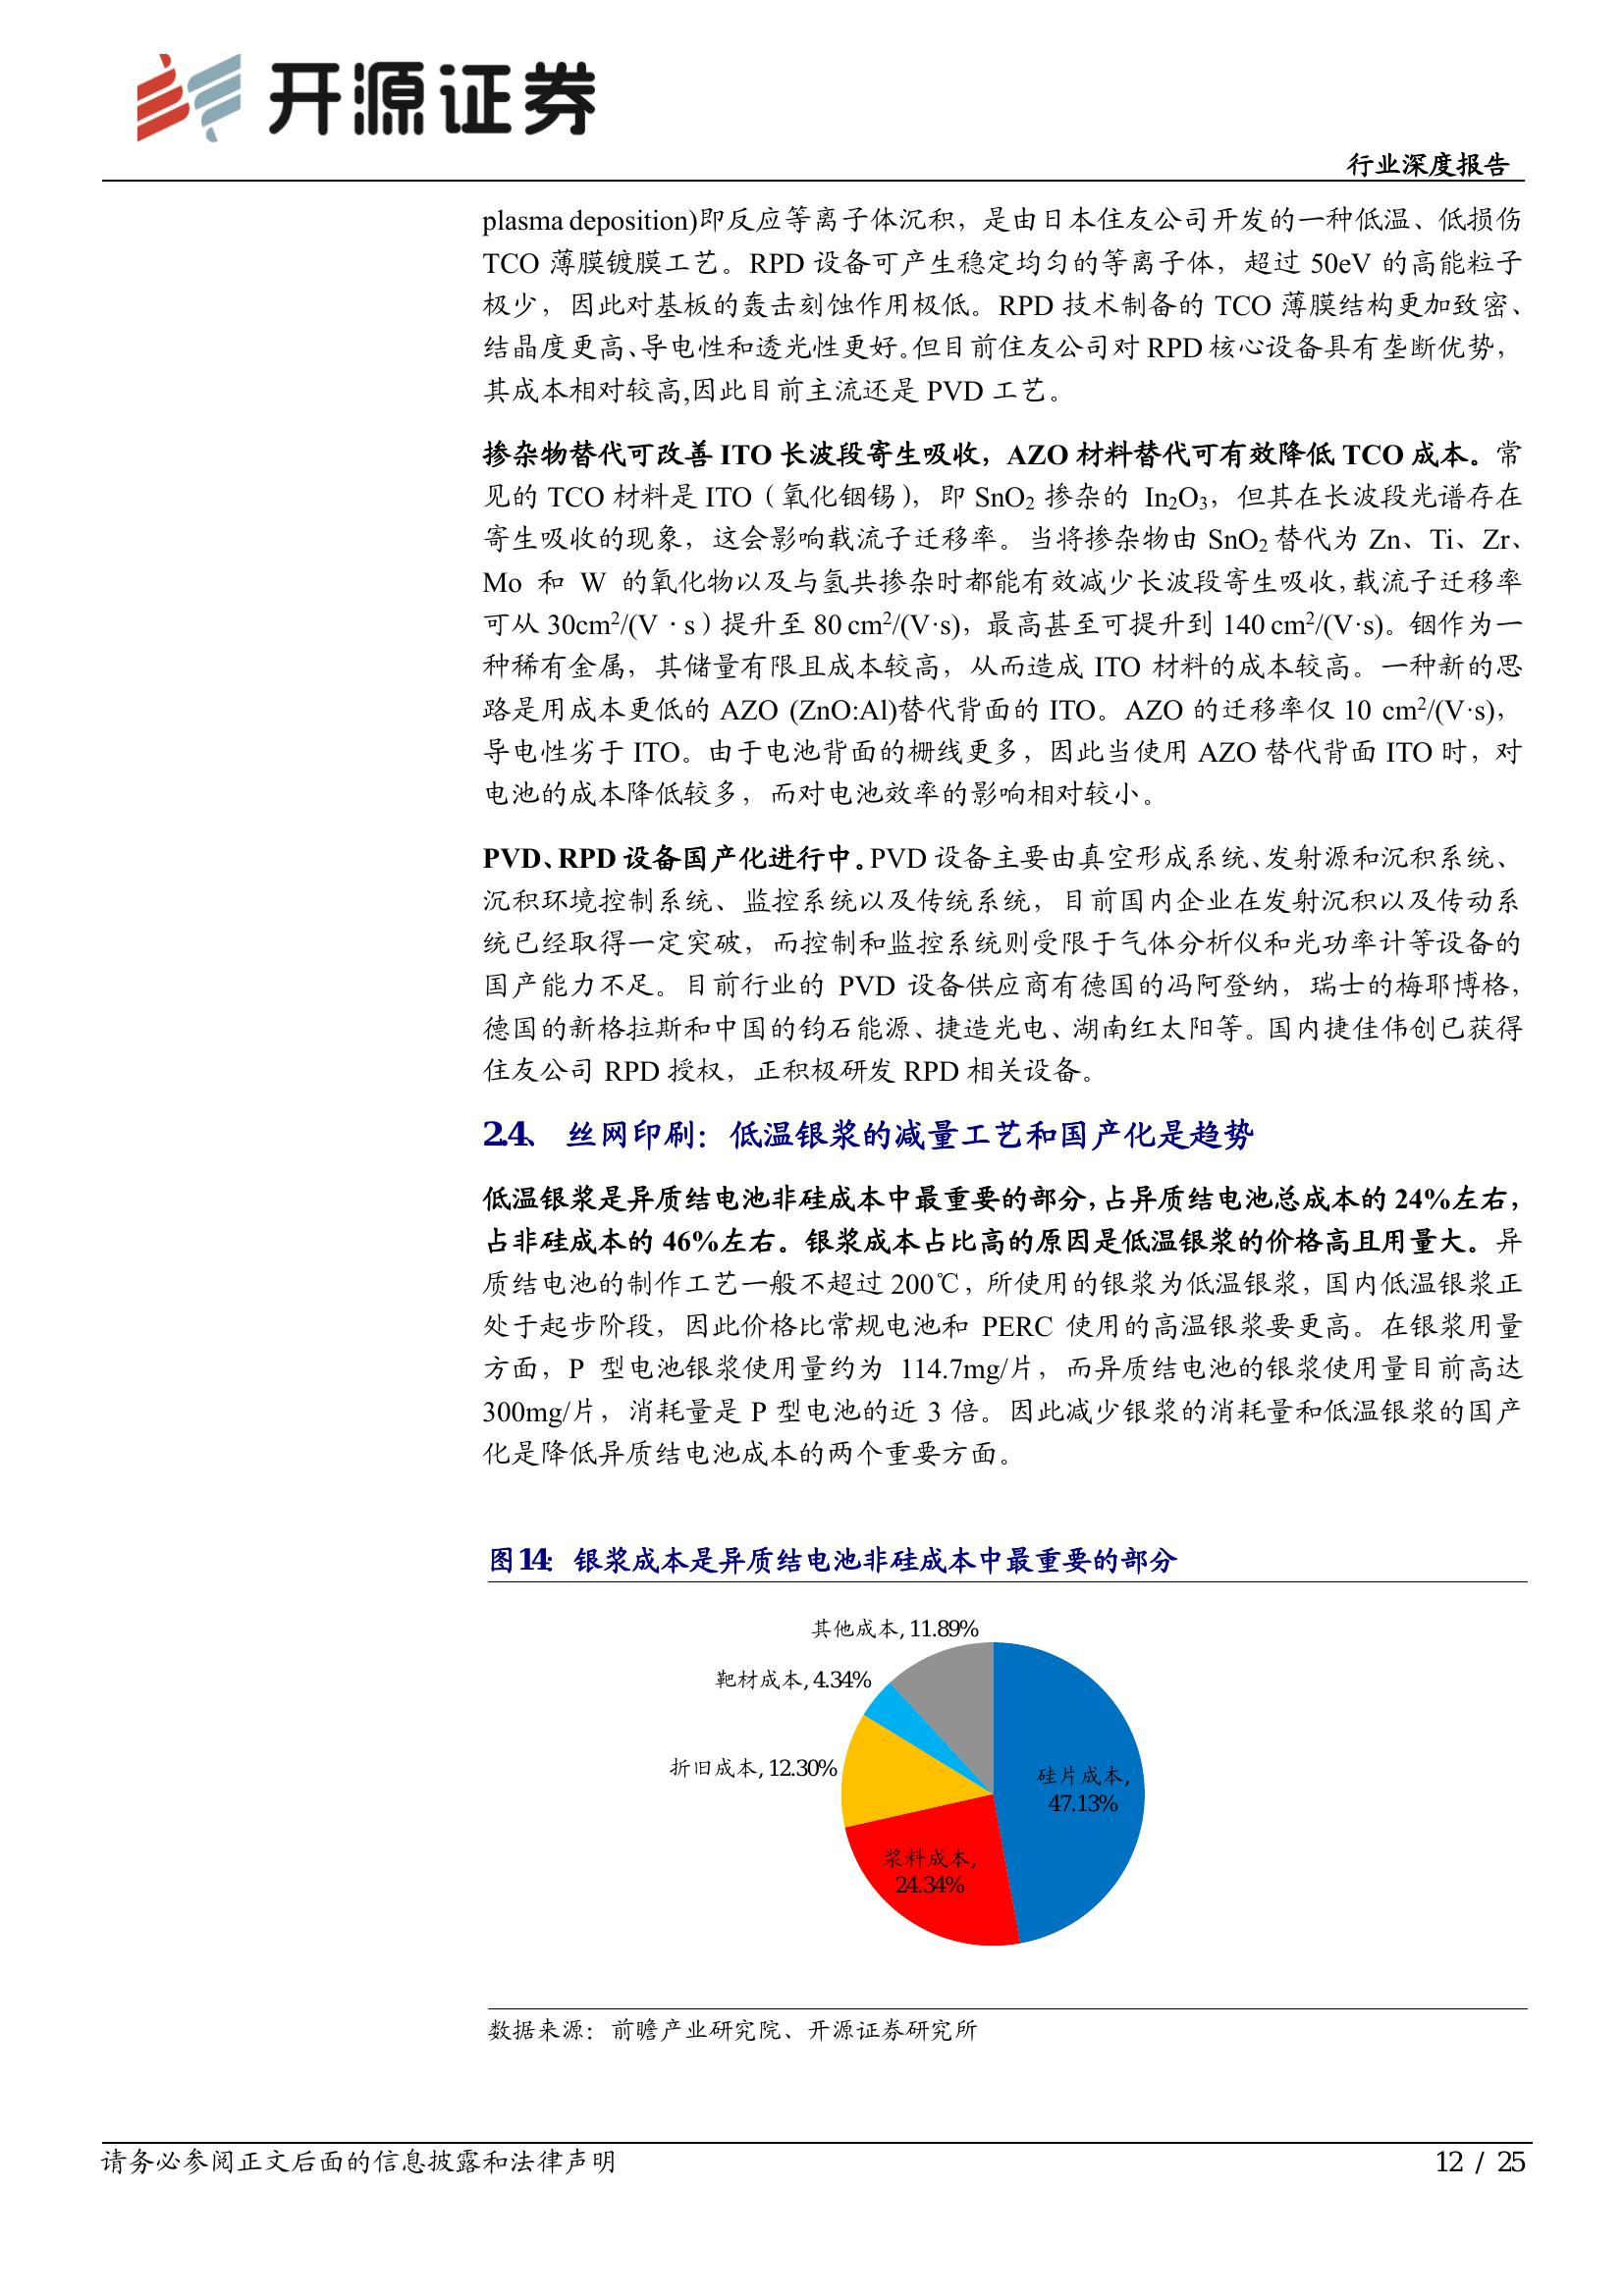 开源证券
行业深度报告
plasma deposition)即反应等离子体沉积，是由日本住友公司开发的一种低温、低损伤
TCO 薄膜镀膜工艺。RPD 设备可产生稳定均匀的等离子体，超过 50eV 的高能粒子
极少，因此对基板的轰击刻蚀作用极低。RPD 技术制备的 TCO 薄膜结构更加致密、
结晶度更高、导电性和透光性更好。但目前住友公司对 RPD 核心设备具有垄断优势，
其成本相对较高,因此目前主流还是 PVD 工艺。
掺杂物替代可改善 ITO 长波段寄生吸收，AZO 材料替代可有效降低 TCO 成本。常
见的 TCO 材料是 ITO（氧化铟锡），即 SnO₂ 掺杂的 In₂O₃，但其在长波段光谱存在
寄生吸收的现象，这会影响载流子迁移率。当将掺杂物由 SnO₂ 替代为 Zn、Ti、Zr、
Mo 和 W 的氧化物以及与氢共掺杂时都能有效减少长波段寄生吸收，载流子迁移率
可从 30cm²/(V · s）提升至 80 cm²/(V·s)，最高甚至可提升到 140 cm²/(V·s)。铟作为一
种稀有金属，其储量有限且成本较高，从而造成 ITO 材料的成本较高。一种新的思
路是用成本更低的 AZO (ZnO:Al)替代背面的 ITO。AZO 的迁移率仅 10 cm²/(V·s)，
导电性劣于 ITO。由于电池背面的栅线更多，因此当使用 AZO 替代背面 ITO 时，对
电池的成本降低较多，而对电池效率的影响相对较小。
PVD、RPD 设备国产化进行中。PVD 设备主要由真空形成系统、发射源和沉积系统、
沉积环境控制系统、监控系统以及传统系统，目前国内企业在发射沉积以及传动系
统已经取得一定突破，而控制和监控系统则受限于气体分析仪和光功率计等设备的
国产能力不足。目前行业的 PVD 设备供应商有德国的冯阿登纳，瑞士的梅耶博格，
德国的新格拉斯和中国的钧石能源、捷造光电、湖南红太阳等。国内捷佳伟创已获得
住友公司 RPD 授权，正积极研发 RPD 相关设备。
2.4、 丝网印刷：低温银浆的减量工艺和国产化是趋势
低温银浆是异质结电池非硅成本中最重要的部分，占异质结电池总成本的 24%左右，
占非硅成本的 46%左右。银浆成本占比高的原因是低温银浆的价格高且用量大。异
质结电池的制作工艺一般不超过 200℃，所使用的银浆为低温银浆，国内低温银浆正
处于起步阶段，因此价格比常规电池和 PERC 使用的高温银浆要更高。在银浆用量
方面，P 型电池银浆使用量约为 114.7mg/片，而异质结电池的银浆使用量目前高达
300mg/片，消耗量是 P 型电池的近 3 倍。因此减少银浆的消耗量和低温银浆的国产
化是降低异质结电池成本的两个重要方面。
图14：银浆成本是异质结电池非硅成本中最重要的部分
其他成本, 11.89%
靶材成本, 4.34%
折旧成本, 12.30%
硅片成本,
47.13%
浆料成本,
24.34%
数据来源：前瞻产业研究院、开源证券研究所
请务必参阅正文后面的信息披露和法律声明
12 / 25